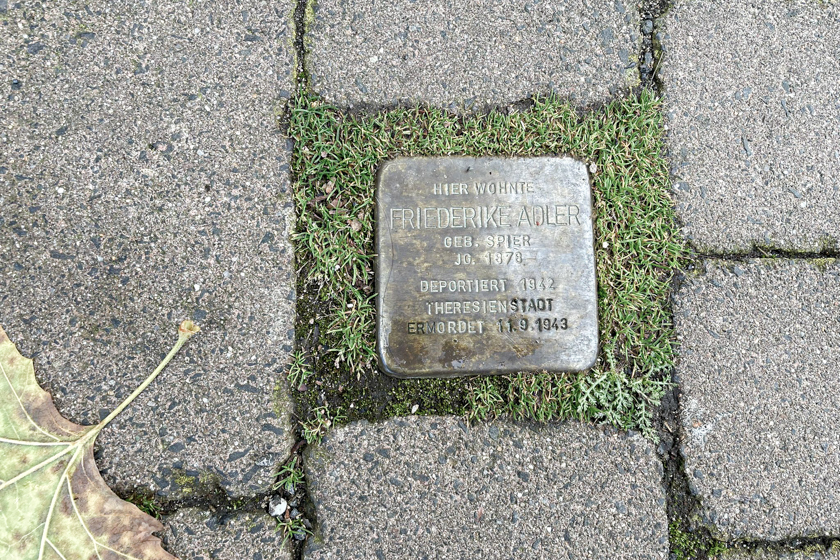 HIER WOHNTE
FRIEDERIKE ADLER
GEB. SPIER
JG. 1878
DEPORTIERT 1942
THERESIENSTADT
ERMORDET 11.9.1943